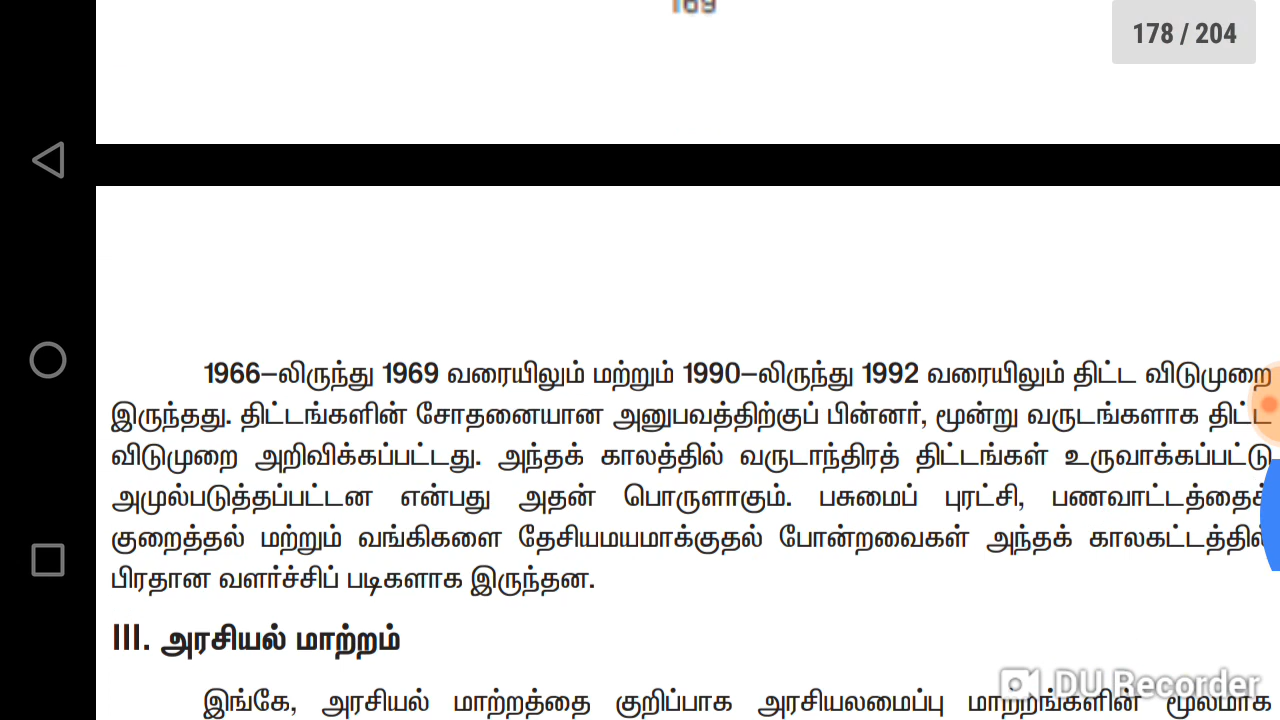 169
178 / 204
1966–லிருந்து 1969 வரையிலும் மற்றும் 1990–லிருந்து 1992 வரையிலும் திட்ட விடுமுறை
இருந்தது. திட்டங்களின் சோதனையான அனுபவத்திற்குப் பின்னர், மூன்று வருடங்களாக திட்ட
விடுமுறை அறிவிக்கப்பட்டது. அந்தக் காலத்தில் வருடாந்திரத் திட்டங்கள் உருவாக்கப்பட்டு
அமுல்படுத்தப்பட்டன என்பது அதன் பொருளாகும். பசுமைப் புரட்சி, பணவாட்டத்தைக்
குறைத்தல் மற்றும் வங்கிகளை தேசியமயமாக்குதல் போன்றவைகள் அந்தக் காலகட்டத்தில்
பிரதான வளர்ச்சிப் படிகளாக இருந்தன.
III. அரசியல் மாற்றம்
இங்கே, அரசியல் மாற்றத்தை குறிப்பாக அரசியலமைப்பு மாற்றங்களின் மூலமாக
DU Recorder